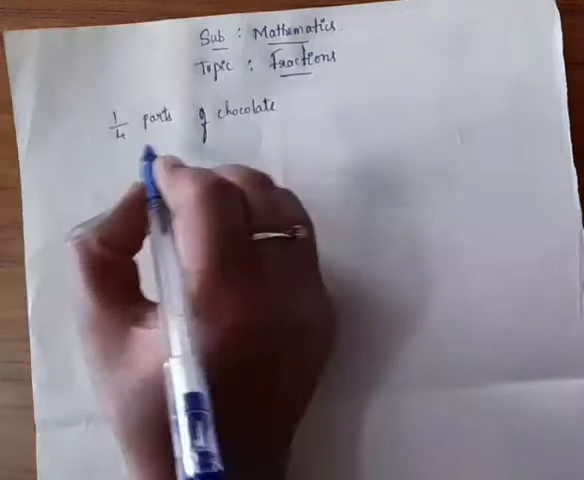 Sub : Mathematics.
Topic : Fractions
1/4 parts of chocolate